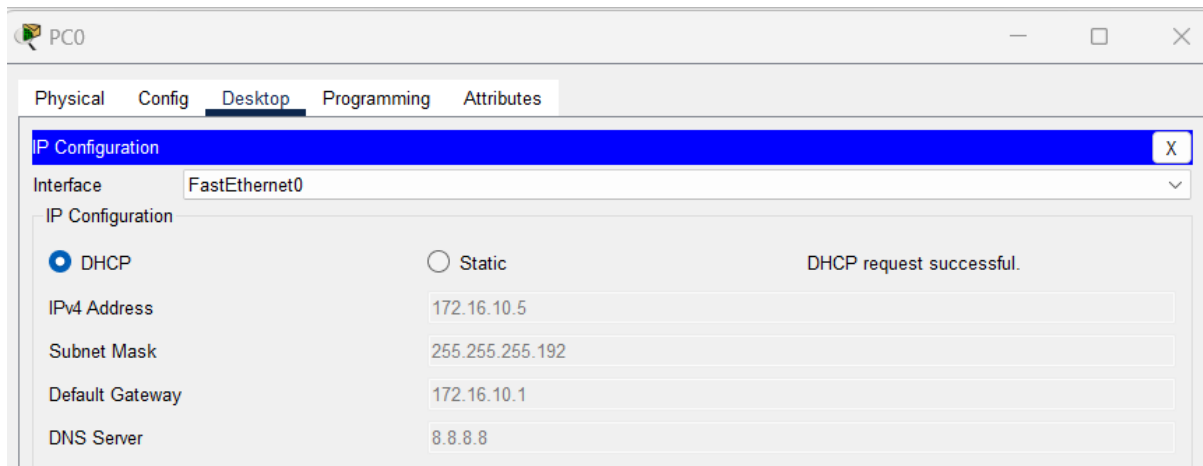 PC0
Physical Config Desktop Programming Attributes
IP Configuration X
Interface FastEthernet0
IP Configuration
DHCP Static DHCP request successful.
IPv4 Address 172.16.10.5
Subnet Mask 255.255.255.192
Default Gateway 172.16.10.1
DNS Server 8.8.8.8